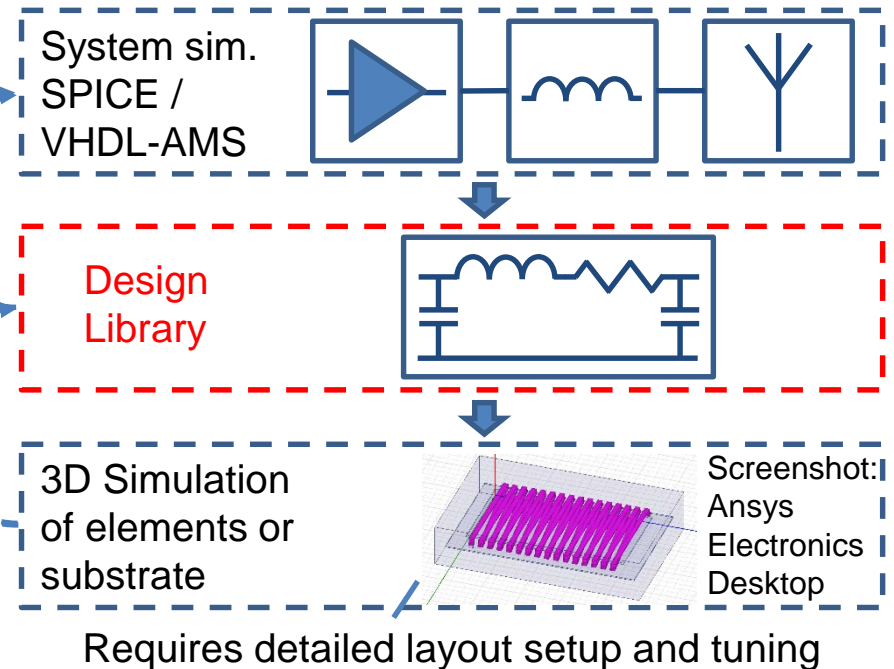 System sim.
SPICE /
VHDL-AMS
Design
Library
3D Simulation
of elements or
substrate
Screenshot:
Ansys
Electronics
Desktop
Requires detailed layout setup and tuning